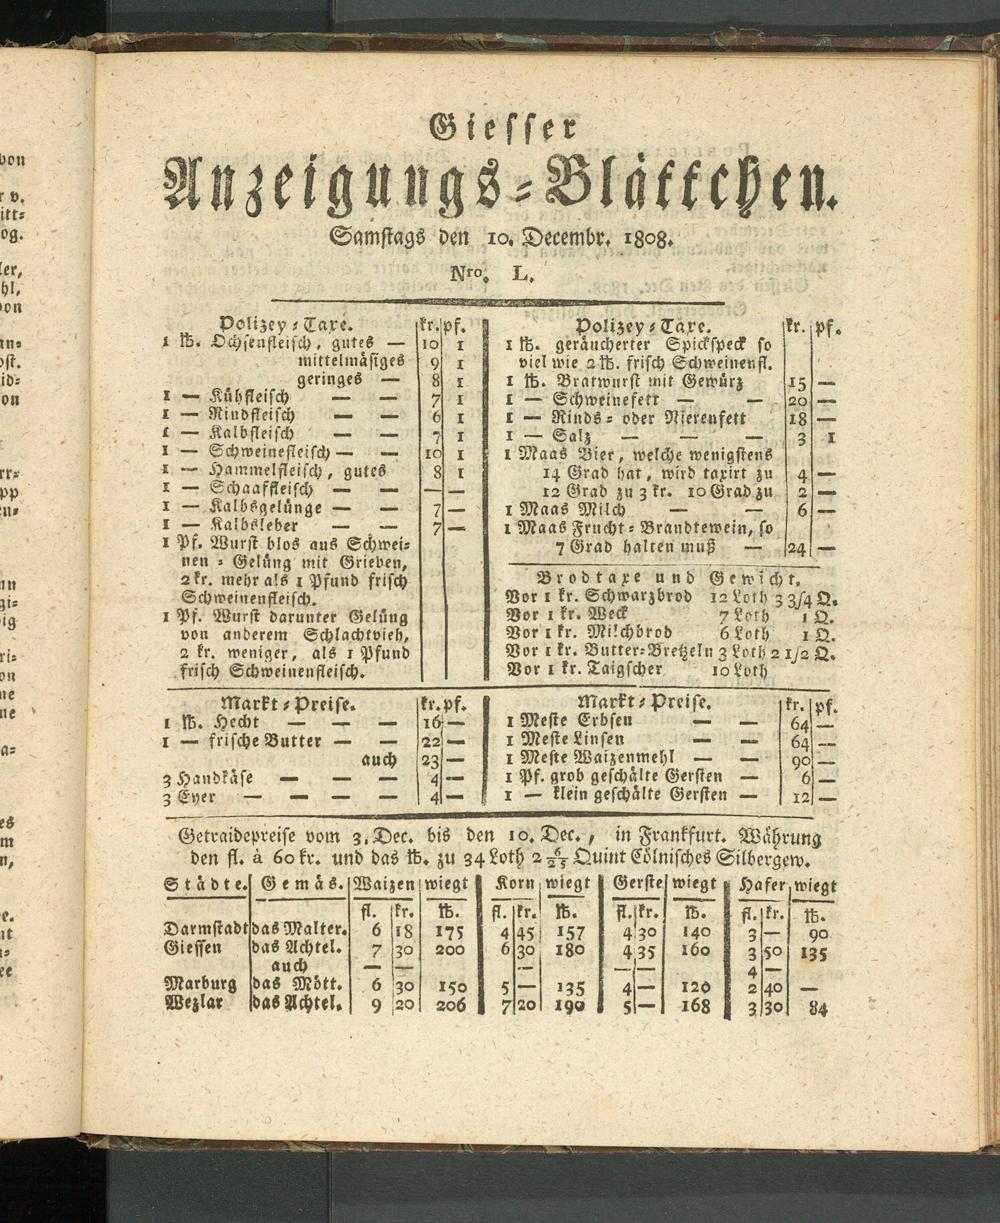 Giesser
Anzeigungs-Blättchen.
Samstags den 10. Decembr. 1808.
Nro. L.
Polizey-Taxe. kr. pf.
1 ℔. Ochsenfleisch, gutes — 10 1
mittelmäsiges 9 1
geringes — 8 1
1 — Kühfleisch — — 7 1
1 — Rindfleisch — — 6 1
1 — Kalbfleisch — — 7 1
1 — Schweinefleisch — — 10 1
1 — Hammelfleisch, gutes 8 1
1 — Schaaffleisch — — — —
1 — Kalbsgelünge — — 7 —
1 — Kalbsleber — — 7 —
1 Pf. Wurst blos aus Schwei-
nen-Gelüng mit Grieben,
2 kr. mehr als 1 Pfund frisch
Schweinenfleisch.
1 Pf. Wurst darunter Gelüng
von anderem Schlachtvieh,
2 kr. weniger, als 1 Pfund
frisch Schweinenfleisch.
Polizey-Taxe. kr. pf.
1 ℔. geräucherter Spickspeck so
viel wie 2 ℔. frisch Schweinenfl.
1 ℔. Bratwurst mit Gewürz 15 —
1 — Schweinefett — — 20 —
1 — Rinds- oder Nierenfett 18 —
1 — Salz — — — 3 1
1 Maas Bier, welche wenigstens
14 Grad hat, wird taxirt zu 4 —
12 Grad zu 3 kr. 10 Grad zu 2 —
1 Maas Milch — — 6 —
1 Maas Frucht-Brandtewein, so
7 Grad halten muß — 24 —
Brodtaxe und Gewicht.
Vor 1 kr. Schwarzbrod 12 Loth 3 3/4 Q.
Vor 1 kr. Weck 7 Loth 1 Q.
Vor 1 kr. Milchbrod 6 Loth 1 Q.
Vor 1 kr. Butter-Bretzeln 3 Loth 2 1/2 Q.
Vor 1 kr. Taigscher 10 Loth
Markt-Preise. kr. pf.
1 ℔. Hecht — — — 16 —
1 — frische Butter — — 22 —
auch 23 —
3 Handkäse — — — 4 —
3 Eyer — — — — 4 —
Markt-Preise. kr. pf.
1 Meste Erbsen — — 64 —
1 Meste Linsen — — 64 —
1 Meste Waizenmehl — — 90 —
1 Pf. grob geschälte Gersten — 6 —
1 — klein geschälte Gersten — 12 —
Getraidepreise vom 3. Dec. bis den 10. Dec., in Frankfurt. Währung
den fl. à 60 kr. und das ℔. zu 34 Loth 2 6/25 Quint Cölnisches Silbergew.
Städte. Gemäs. Waizen wiegt Korn wiegt Gerste wiegt Hafer wiegt
fl. kr. ℔. fl. kr. ℔. fl. kr. ℔. fl. kr. ℔.
Darmstadt das Malter. 6 18 175 4 45 157 4 30 140 3 — 90
Giessen das Achtel. 7 30 200 6 30 180 4 35 160 3 50 135
auch — — — — — 4 —
Marburg das Mött. 6 30 150 5 — 135 4 — 120 2 40 —
Wezlar das Achtel. 9 20 206 7 20 190 5 — 168 3 30 84